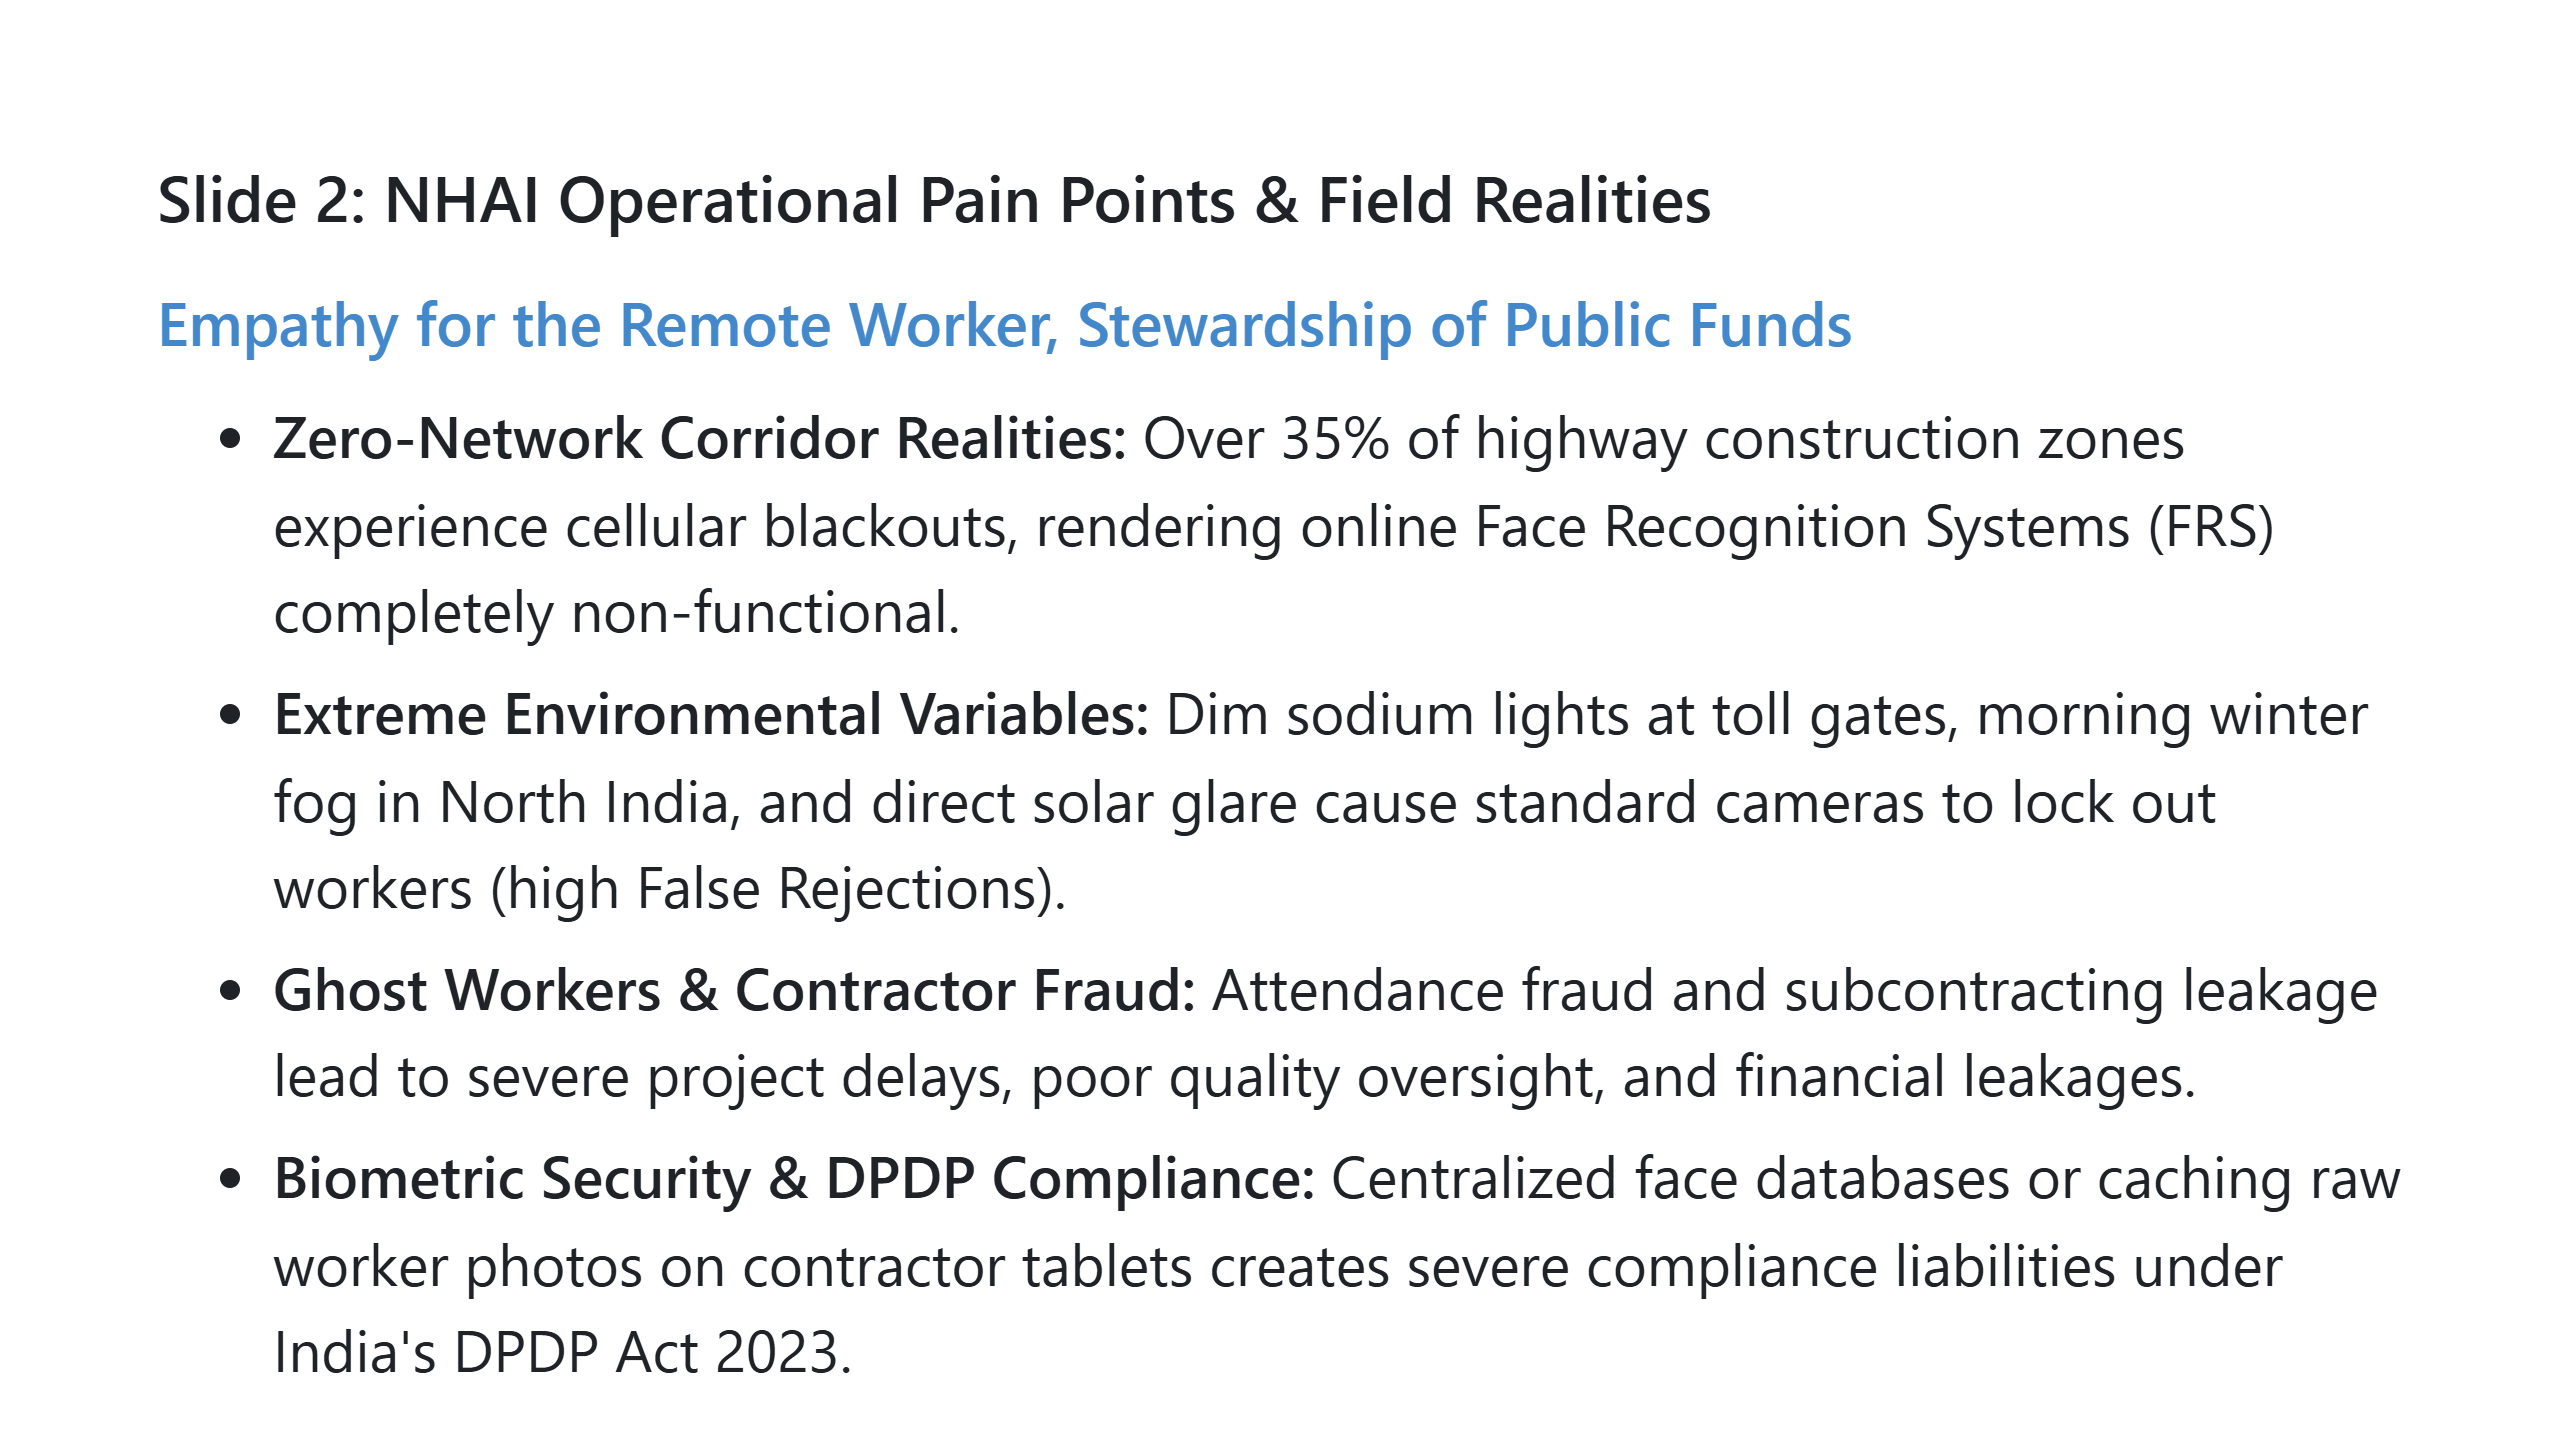 Slide 2: NHAI Operational Pain Points & Field Realities
Empathy for the Remote Worker, Stewardship of Public Funds
• Zero-Network Corridor Realities: Over 35% of highway construction zones
experience cellular blackouts, rendering online Face Recognition Systems (FRS)
completely non-functional.
• Extreme Environmental Variables: Dim sodium lights at toll gates, morning winter
fog in North India, and direct solar glare cause standard cameras to lock out
workers (high False Rejections).
• Ghost Workers & Contractor Fraud: Attendance fraud and subcontracting leakage
lead to severe project delays, poor quality oversight, and financial leakages.
• Biometric Security & DPDP Compliance: Centralized face databases or caching raw
worker photos on contractor tablets creates severe compliance liabilities under
India's DPDP Act 2023.